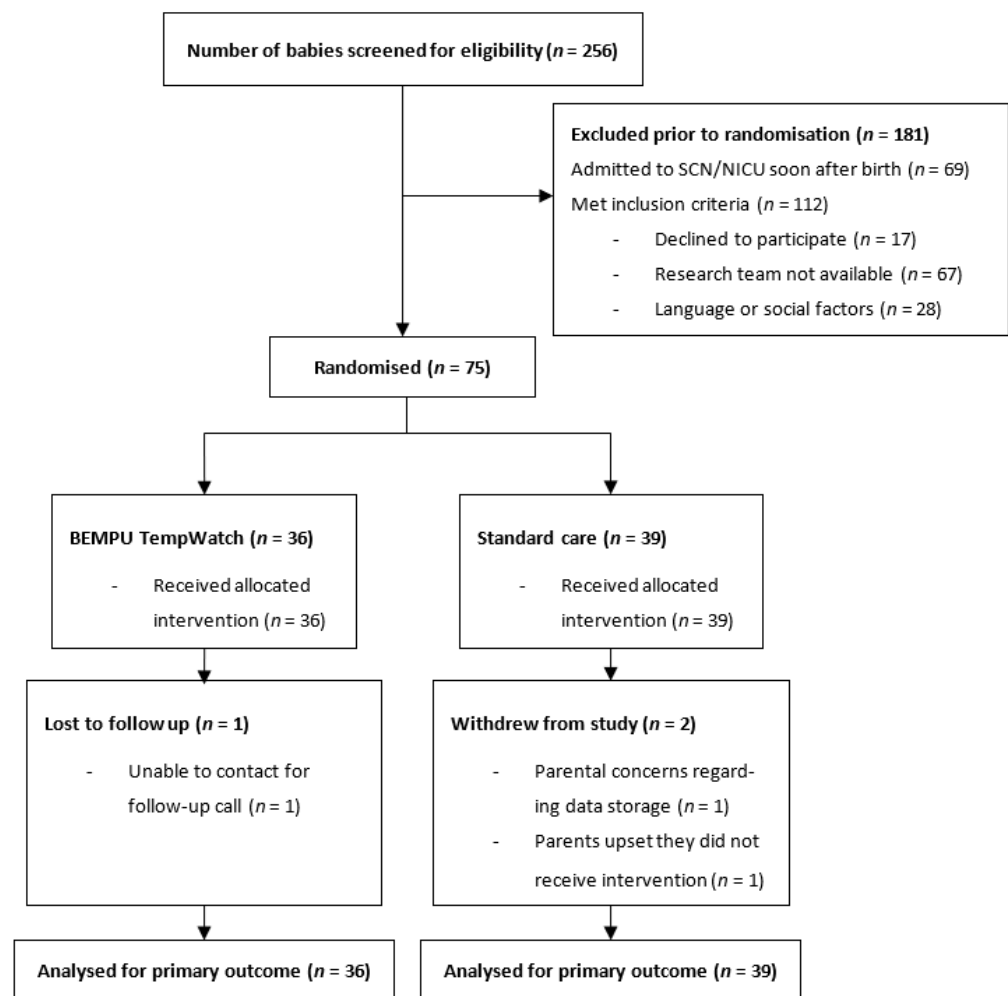 Number of babies screened for eligibility (n = 256)
Excluded prior to randomisation (n = 181)
Admitted to SCN/NICU soon after birth (n = 69)
Met inclusion criteria (n = 112)
- Declined to participate (n = 17)
- Research team not available (n = 67)
- Language or social factors (n = 28)
Randomised (n = 75)
BEMPU TempWatch (n = 36)
- Received allocated
intervention (n = 36)
Standard care (n = 39)
- Received allocated
intervention (n = 39)
Lost to follow up (n = 1)
- Unable to contact for
follow-up call (n = 1)
Withdrew from study (n = 2)
- Parental concerns regard-
ing data storage (n = 1)
- Parents upset they did not
receive intervention (n = 1)
Analysed for primary outcome (n = 36)
Analysed for primary outcome (n = 39)